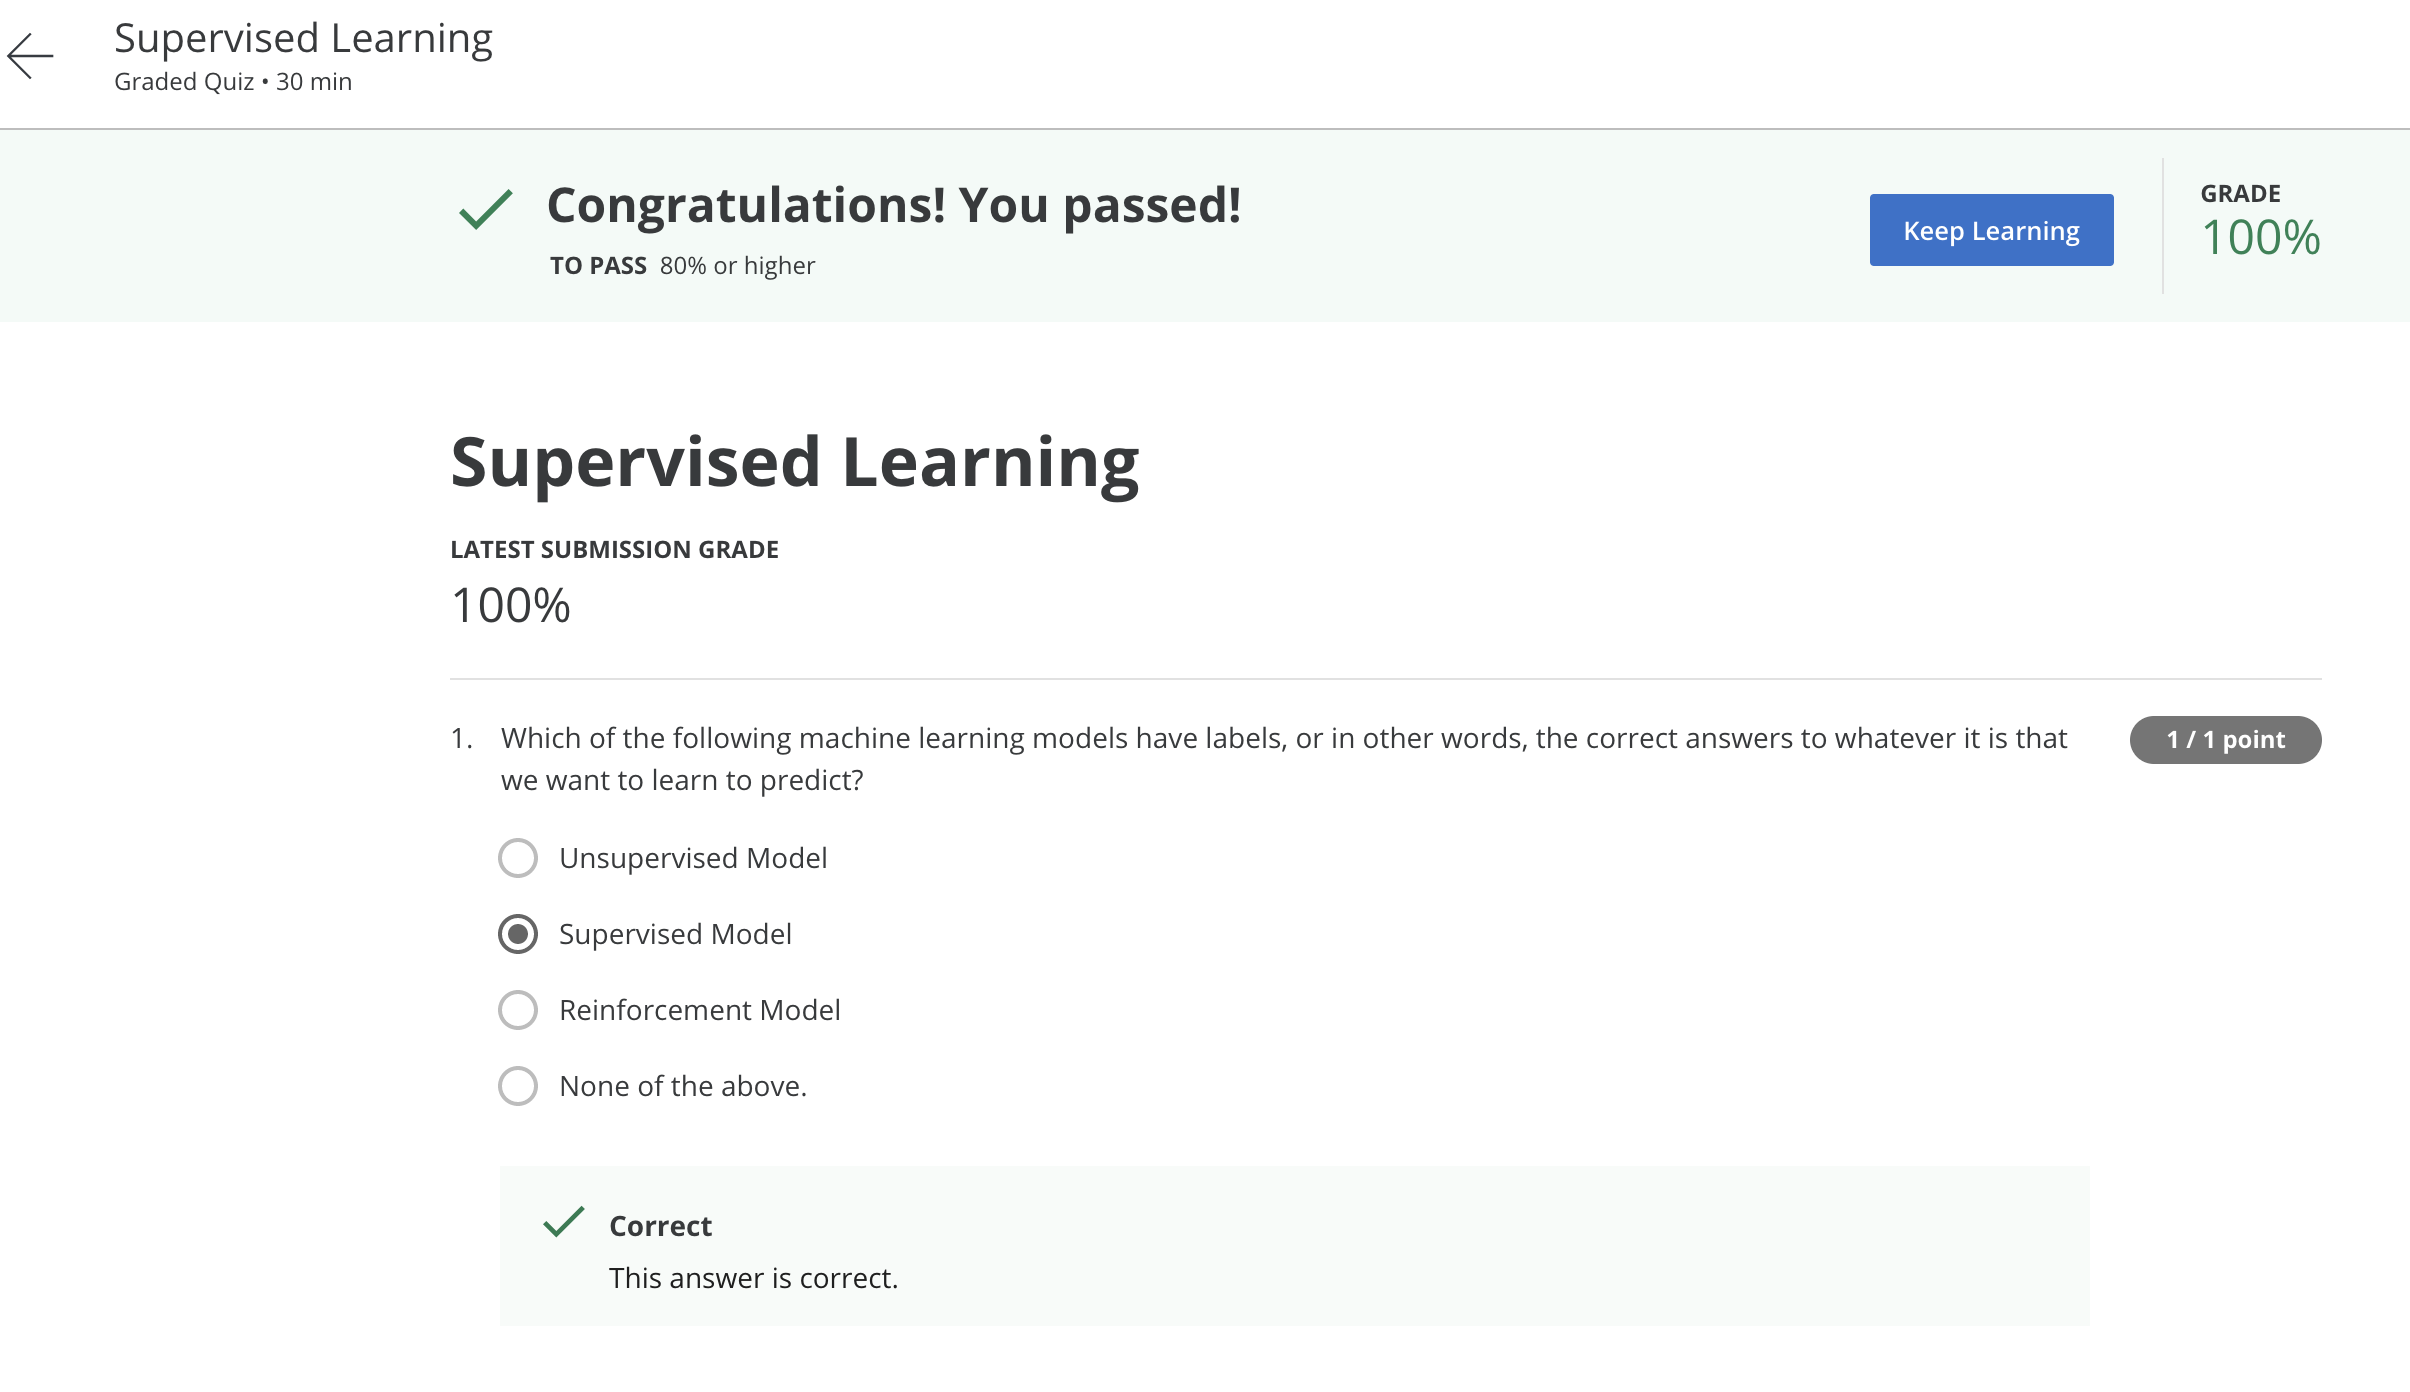 Supervised Learning
Graded Quiz • 30 min
Congratulations! You passed!
TO PASS 80% or higher
Keep Learning
GRADE
100%
Supervised Learning
LATEST SUBMISSION GRADE
100%
1. Which of the following machine learning models have labels, or in other words, the correct answers to whatever it is that
we want to learn to predict?
1 / 1 point
Unsupervised Model
Supervised Model
Reinforcement Model
None of the above.
Correct
This answer is correct.